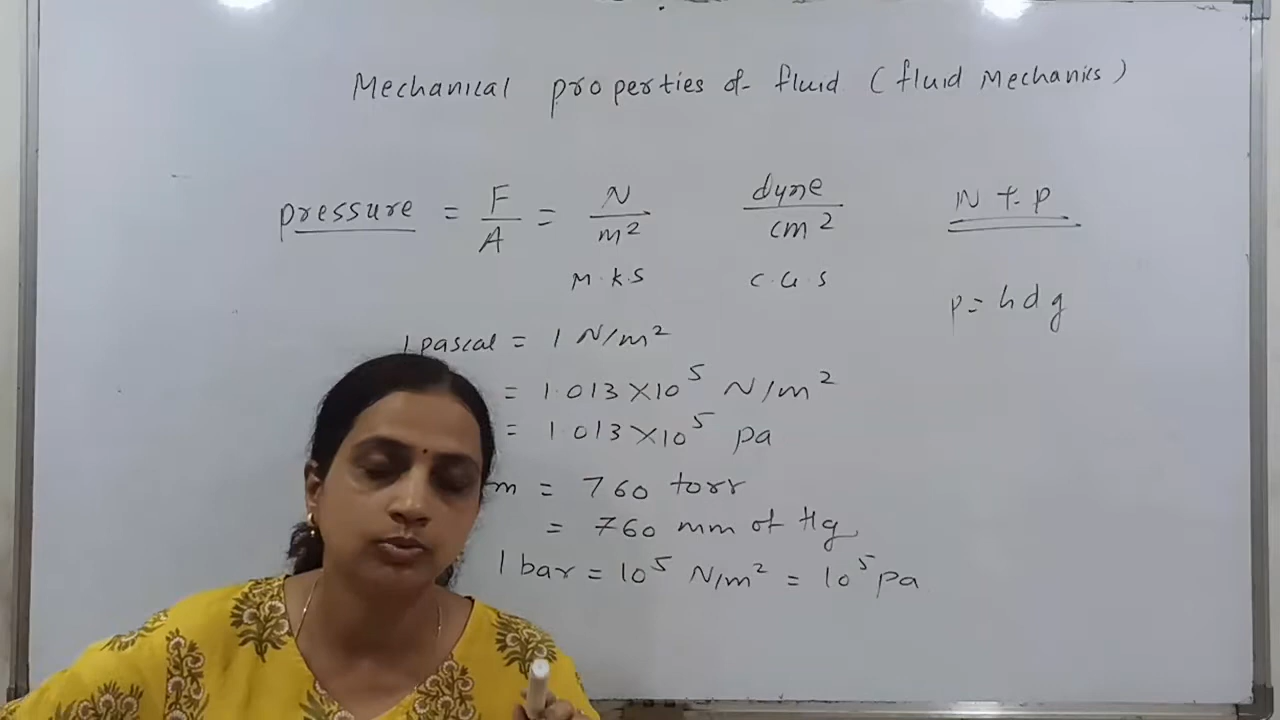 Mechanical properties of fluid (fluid Mechanics)
pressure = F/A = N/m² dyne/cm² N T P
M.K.S C.G.S
P = h d g
1 pascal = 1 N/m²
= 1.013 × 10⁵ N/m²
= 1.013 × 10⁵ pa
m = 760 torr
= 760 mm of Hg
1 bar = 10⁵ N/m² = 10⁵ pa